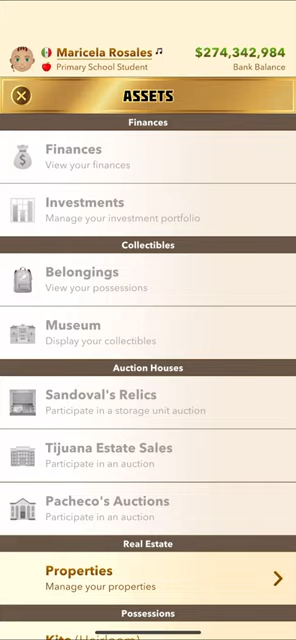 Maricela Rosales
$274,342,984
Primary School Student
Bank Balance
ASSETS
Finances
Finances
View your finances
Investments
Manage your investment portfolio
Collectibles
Belongings
View your possessions
Museum
Display your collectibles
Auction Houses
Sandoval's Relics
Participate in a storage unit auction
Tijuana Estate Sales
Participate in an auction
Pacheco's Auctions
Participate in an auction
Real Estate
Properties
Manage your properties
Possessions
(Heirloom)